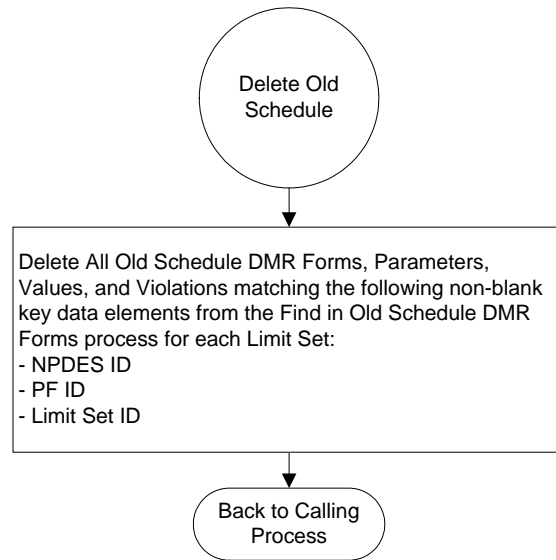 Delete Old
Schedule
Delete All Old Schedule DMR Forms, Parameters,
Values, and Violations matching the following non-blank
key data elements from the Find in Old Schedule DMR
Forms process for each Limit Set:
- NPDES ID
- PF ID
- Limit Set ID
Back to Calling
Process